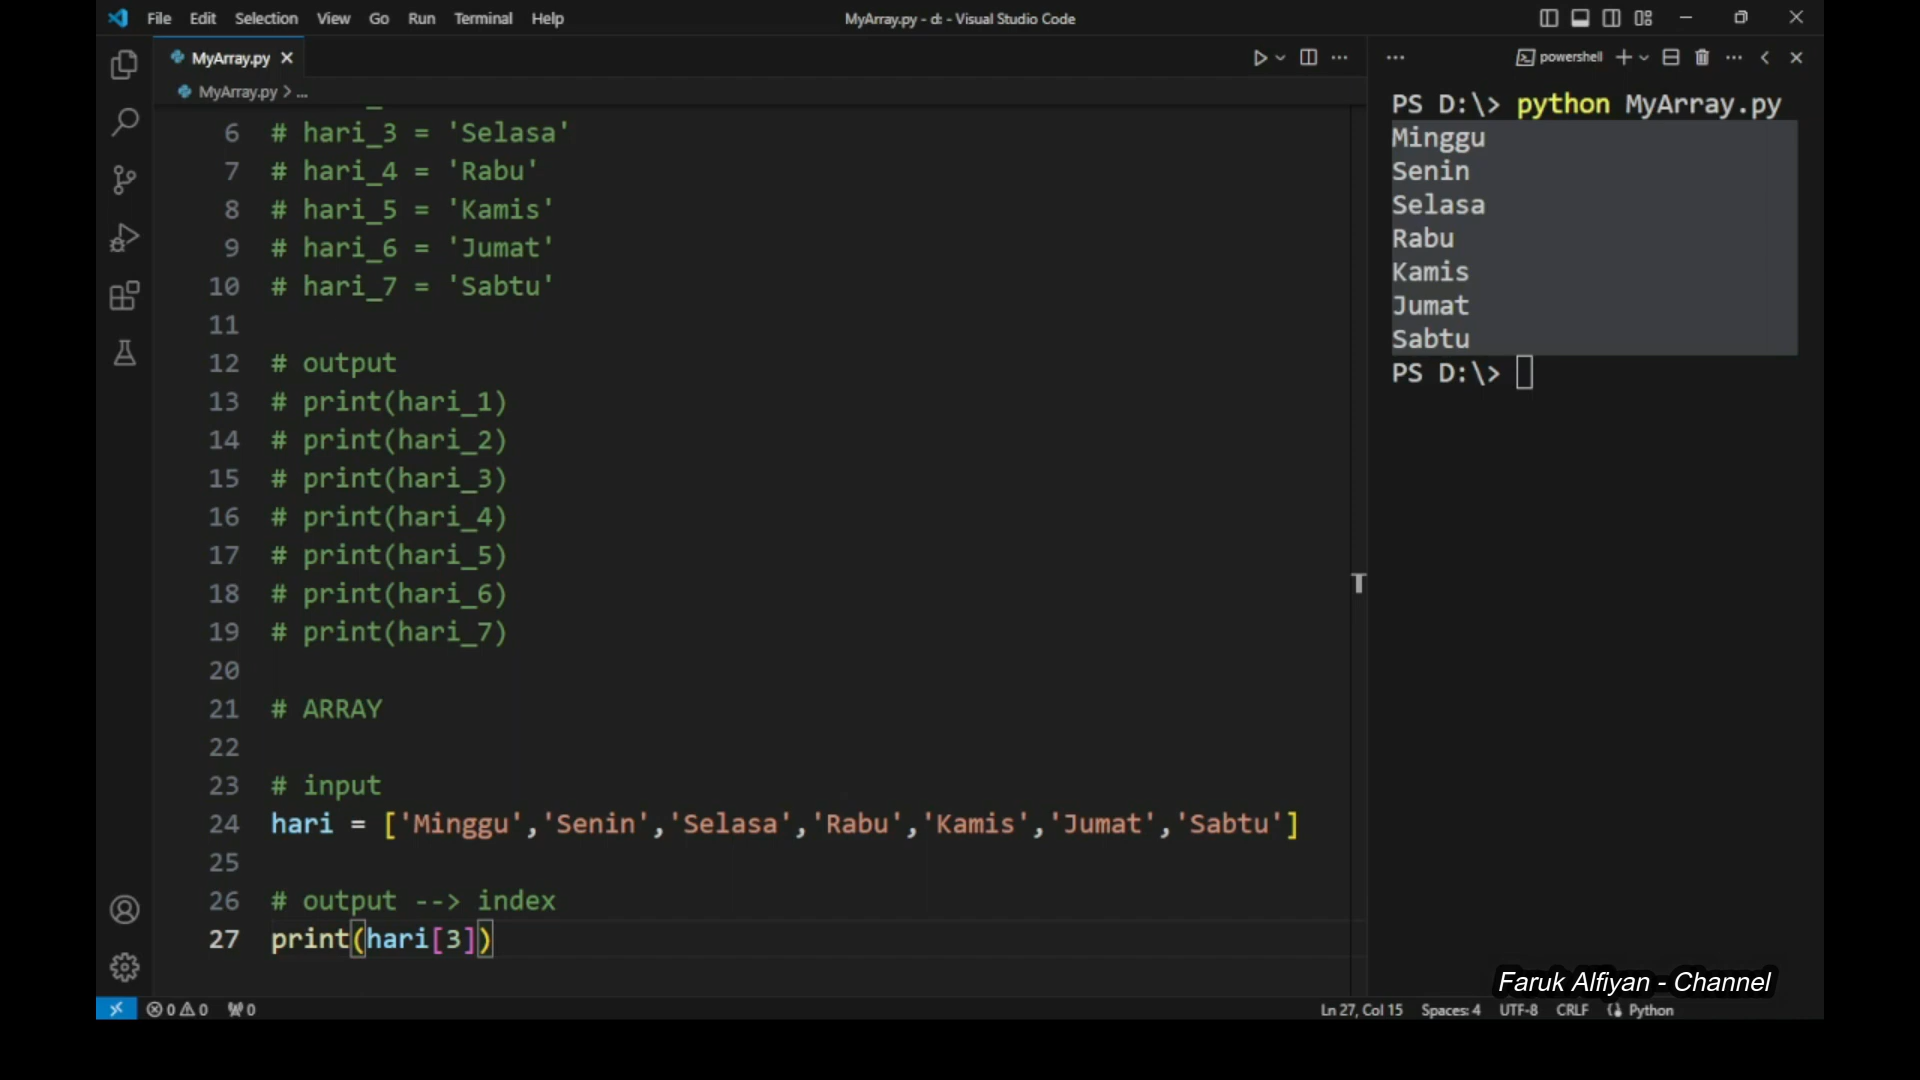 File Edit Selection View Go Run Terminal Help
MyArray.py - d: - Visual Studio Code
MyArray.py
MyArray.py > ...
6 # hari_3 = 'Selasa'
7 # hari_4 = 'Rabu'
8 # hari_5 = 'Kamis'
9 # hari_6 = 'Jumat'
10 # hari_7 = 'Sabtu'
11
12 # output
13 # print(hari_1)
14 # print(hari_2)
15 # print(hari_3)
16 # print(hari_4)
17 # print(hari_5)
18 # print(hari_6)
19 # print(hari_7)
20
21 # ARRAY
22
23 # input
24 hari = ['Minggu','Senin','Selasa','Rabu','Kamis','Jumat','Sabtu']
25
26 # output --> index
27 print(hari[3])
powershell
PS D:\> python MyArray.py
Minggu
Senin
Selasa
Rabu
Kamis
Jumat
Sabtu
PS D:\>
Faruk Alfiyan - Channel
0 0 0
Ln 27, Col 15 Spaces: 4 UTF-8 CRLF Python